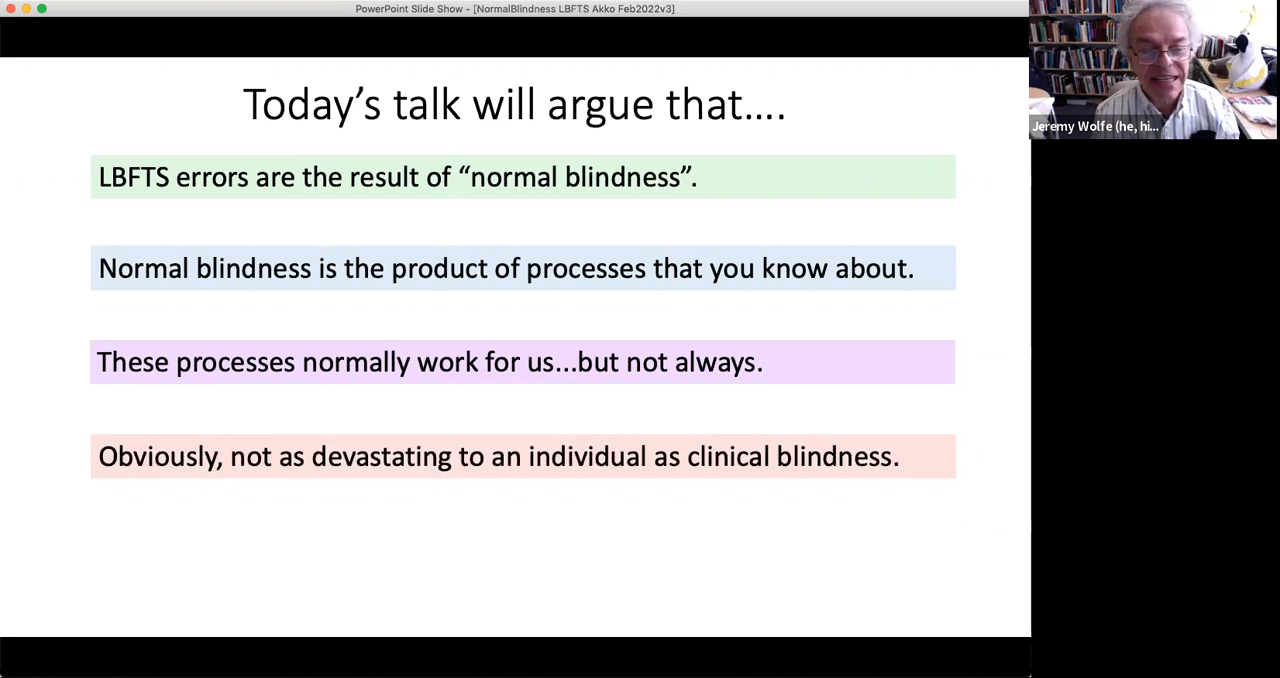 PowerPoint Slide Show - [NormalBlindness LBFTS Akko Feb2022v3]
Today’s talk will argue that….
LBFTS errors are the result of “normal blindness”.
Normal blindness is the product of processes that you know about.
These processes normally work for us...but not always.
Obviously, not as devastating to an individual as clinical blindness.
Jeremy Wolfe (he, hi...